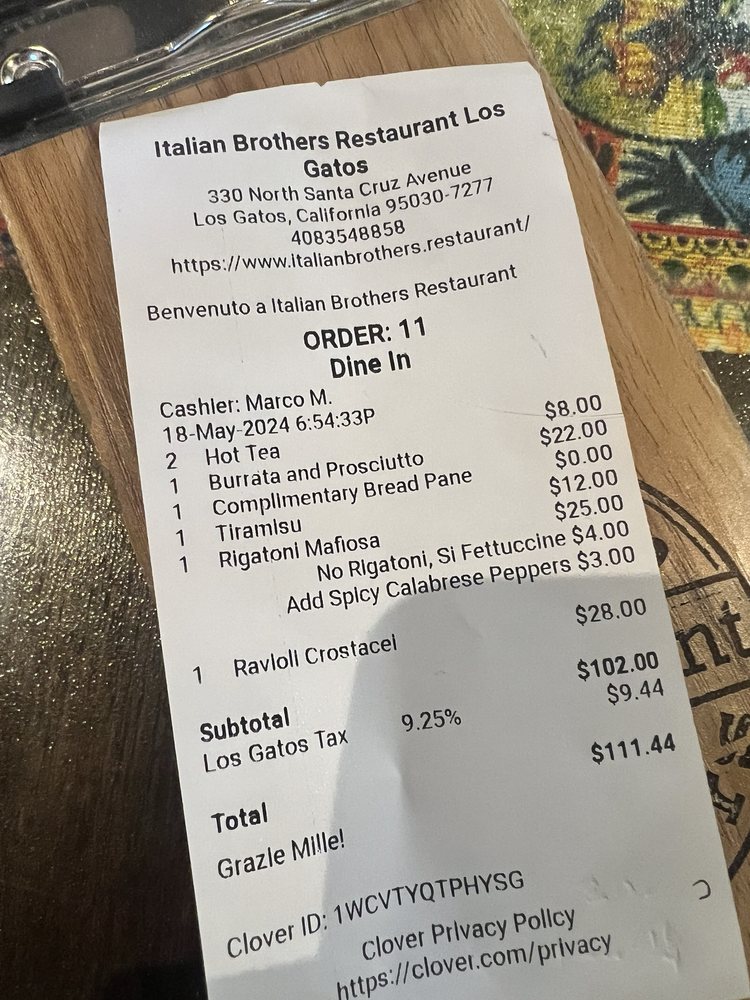 Italian Brothers Restaurant Los
Gatos
330 North Santa Cruz Avenue
Los Gatos, California 95030-7277
4083548858
https://www.italianbrothers.restaurant/
Benvenuto a Italian Brothers Restaurant
ORDER: 11
Dine In
Cashier: Marco M.
18-May-2024 6:54:33P
2 Hot Tea $8.00
1 Burrata and Prosciutto $22.00
1 Complimentary Bread Pane $0.00
1 Tiramisu $12.00
1 Rigatoni Mafiosa $25.00
No Rigatoni, Si Fettuccine $4.00
Add Spicy Calabrese Peppers $3.00
1 Ravioli Crostacei $28.00
Subtotal $102.00
Los Gatos Tax 9.25% $9.44
Total $111.44
Grazie Mille!
Clover ID: 1WCVTYQTPHYSG
Clover Privacy Policy
https://clover.com/privacy